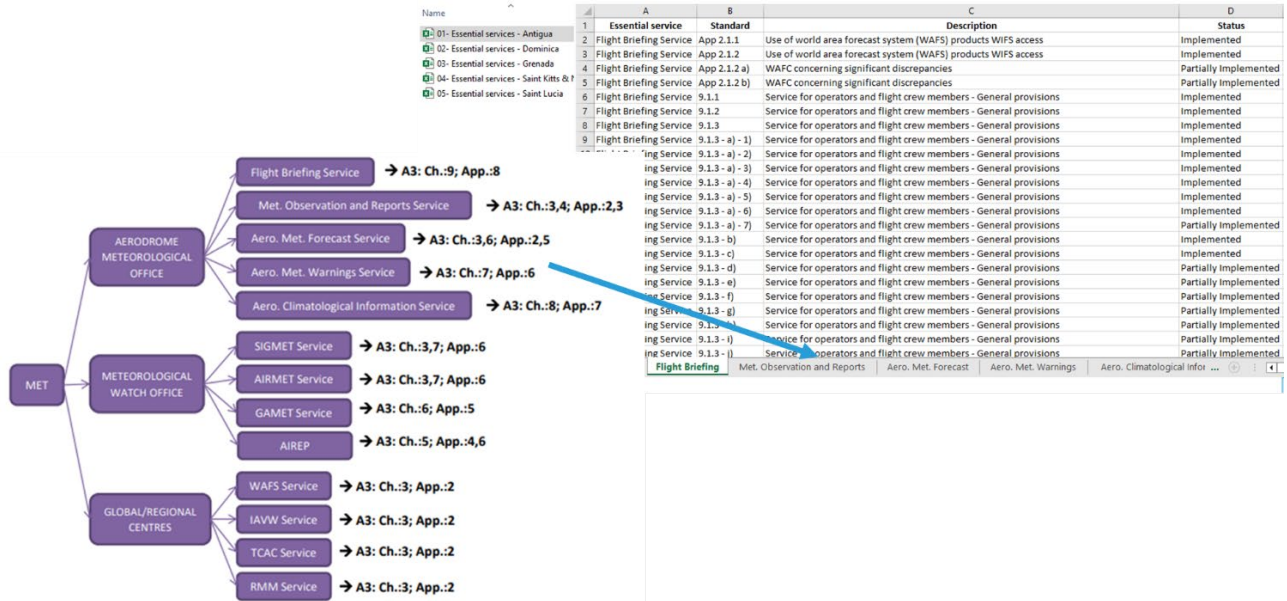 Name
01- Essential services - Antigua
02- Essential services - Dominica
03- Essential services - Grenada
04- Essential services - Saint Kitts &
05- Essential services - Saint Lucia
A B C D
1 Essential service Standard Description Status
2 Flight Briefing Service App 2.1.1 Use of world area forecast system (WAFS) products WIFS access Implemented
3 Flight Briefing Service App 2.1.2 Use of world area forecast system (WAFS) products WIFS access Implemented
4 Flight Briefing Service App 2.1.2 a) WAFC concerning significant discrepancies Partially Implemented
5 Flight Briefing Service App 2.1.2 b) WAFC concerning significant discrepancies Partially Implemented
6 Flight Briefing Service 9.1.1 Service for operators and flight crew members - General provisions Implemented
7 Flight Briefing Service 9.1.2 Service for operators and flight crew members - General provisions Implemented
8 Flight Briefing Service 9.1.3 Service for operators and flight crew members - General provisions Implemented
9 Flight Briefing Service 9.1.3 - a) - 1) Service for operators and flight crew members - General provisions Implemented
9.1.3 - a) - 2) Service for operators and flight crew members - General provisions Implemented
ing Service 9.1.3 - a) - 3) Service for operators and flight crew members - General provisions Implemented
ing Service 9.1.3 - a) - 4) Service for operators and flight crew members - General provisions Implemented
ing Service 9.1.3 - a) - 5) Service for operators and flight crew members - General provisions Implemented
ing Service 9.1.3 - a) - 6) Service for operators and flight crew members - General provisions Implemented
ing Service 9.1.3 - a) - 7) Service for operators and flight crew members - General provisions Partially Implemented
ing Service 9.1.3 - b) Service for operators and flight crew members - General provisions Implemented
ing Service 9.1.3 - c) Service for operators and flight crew members - General provisions Implemented
ing Service 9.1.3 - d) Service for operators and flight crew members - General provisions Partially Implemented
ing Service 9.1.3 - e) Service for operators and flight crew members - General provisions Partially Implemented
ing Service 9.1.3 - f) Service for operators and flight crew members - General provisions Partially Implemented
ing Service 9.1.3 - g) Service for operators and flight crew members - General provisions Partially Implemented
ing Service Service for operators and flight crew members - General provisions Partially Implemented
ing Service 9.1.3 - i) Service for operators and flight crew members - General provisions Partially Implemented
ing Service 9.1.3 - j) Service for operators and flight crew members - General provisions Partially Implemented
Flight Briefing Met. Observation and Reports Aero. Met. Forecast Aero. Met. Warnings Aero. Climatological Infor ...
MET
AERODROME
METEOROLOGICAL
OFFICE
Flight Briefing Service → A3: Ch.:9; App.:8
Met. Observation and Reports Service → A3: Ch.:3,4; App.:2,3
Aero. Met. Forecast Service → A3: Ch.:3,6; App.:2,5
Aero. Met. Warnings Service → A3: Ch.:7; App.:6
Aero. Climatological Information Service → A3: Ch.:8; App.:7
METEOROLOGICAL
WATCH OFFICE
SIGMET Service → A3: Ch.:3,7; App.:6
AIRMET Service → A3: Ch.:3,7; App.:6
GAMET Service → A3: Ch.:6; App.:5
AIREP → A3: Ch.:5; App.:4,6
GLOBAL/REGIONAL
CENTRES
WAFS Service → A3: Ch.:3; App.:2
IAVW Service → A3: Ch.:3; App.:2
TCAC Service → A3: Ch.:3; App.:2
RMM Service → A3: Ch.:3; App.:2